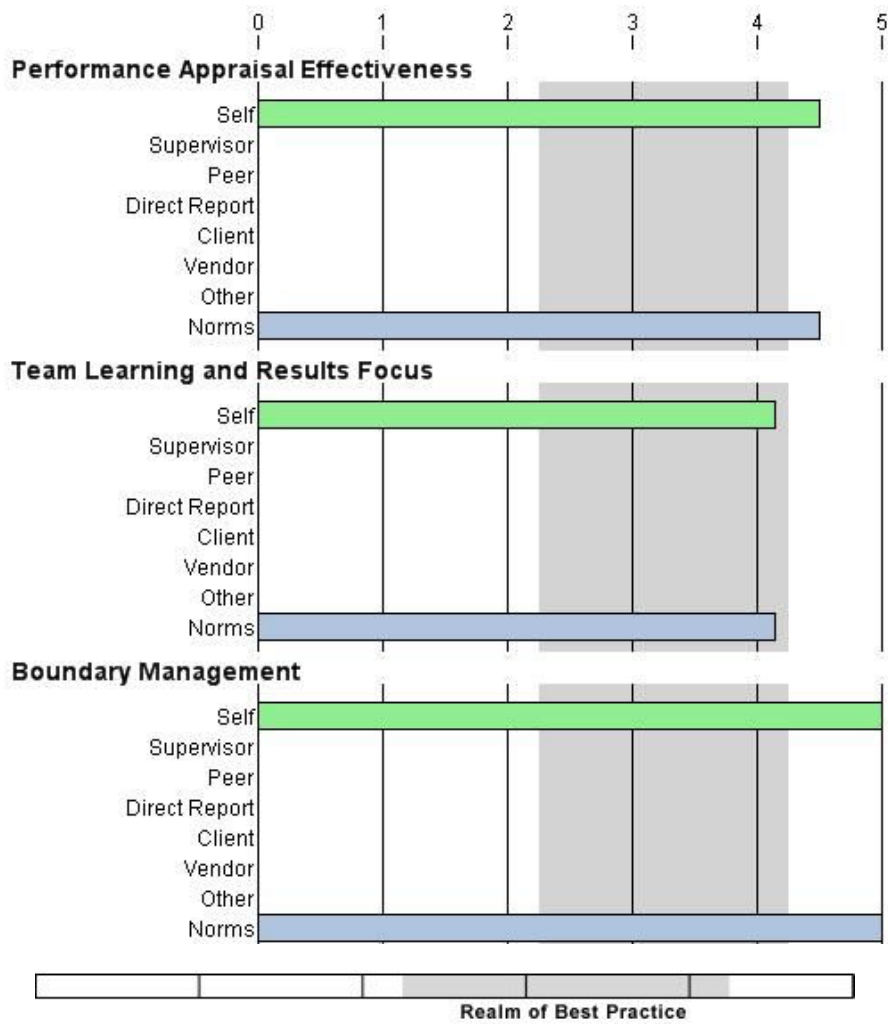 0 1 2 3 4 5
Performance Appraisal Effectiveness
Self
Supervisor
Peer
Direct Report
Client
Vendor
Other
Norms
Team Learning and Results Focus
Self
Supervisor
Peer
Direct Report
Client
Vendor
Other
Norms
Boundary Management
Self
Supervisor
Peer
Direct Report
Client
Vendor
Other
Norms
Realm of Best Practice